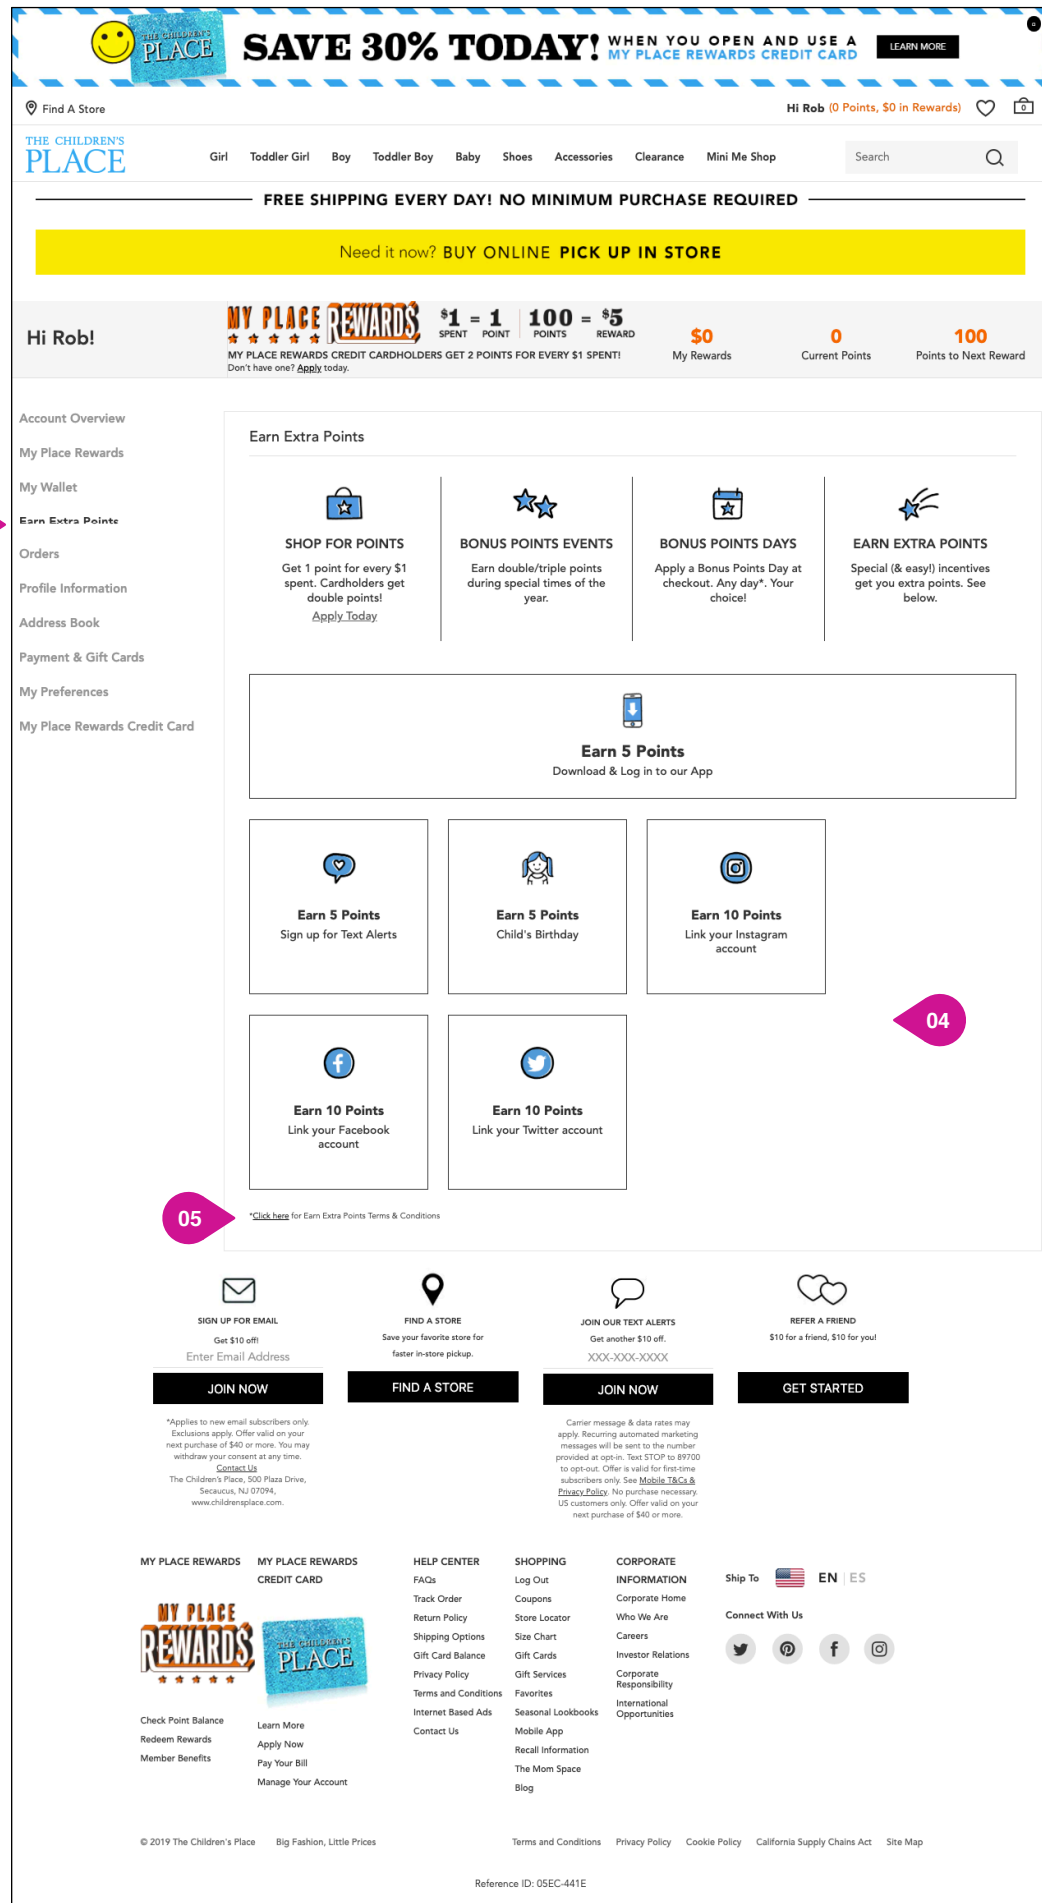 THE CHILDREN'S
PLACE
SAVE 30% TODAY!
WHEN YOU OPEN AND USE A
MY PLACE REWARDS CREDIT CARD
LEARN MORE
Find A Store
Hi Rob (0 Points, $0 in Rewards)
0
THE CHILDREN'S
PLACE
Girl Toddler Girl Boy Toddler Boy Baby Shoes Accessories Clearance Mini Me Shop
Search
FREE SHIPPING EVERY DAY! NO MINIMUM PURCHASE REQUIRED
Need it now? BUY ONLINE PICK UP IN STORE
Hi Rob!
MY PLACE REWARDS
$1 = 1 100 = $5
SPENT POINT POINTS REWARD
MY PLACE REWARDS CREDIT CARDHOLDERS GET 2 POINTS FOR EVERY $1 SPENT!
Don't have one? Apply today.
$0
My Rewards
0
Current Points
100
Points to Next Reward
Account Overview
My Place Rewards
My Wallet
Earn Extra Points
Orders
Profile Information
Address Book
Payment & Gift Cards
My Preferences
My Place Rewards Credit Card
Earn Extra Points
SHOP FOR POINTS
Get 1 point for every $1
spent. Cardholders get
double points!
Apply Today
BONUS POINTS EVENTS
Earn double/triple points
during special times of the
year.
BONUS POINTS DAYS
Apply a Bonus Points Day at
checkout. Any day*. Your
choice!
EARN EXTRA POINTS
Special (& easy!) incentives
get you extra points. See
below.
Earn 5 Points
Download & Log in to our App
Earn 5 Points
Sign up for Text Alerts
Earn 5 Points
Child's Birthday
Earn 10 Points
Link your Instagram
account
04
Earn 10 Points
Link your Facebook
account
Earn 10 Points
Link your Twitter account
05
*Click here for Earn Extra Points Terms & Conditions
SIGN UP FOR EMAIL
Get $10 off!
Enter Email Address
JOIN NOW
*Applies to new email subscribers only.
Exclusions apply. Offer valid on your
next purchase of $40 or more. You may
withdraw your consent at any time.
Contact Us
The Children's Place, 500 Plaza Drive,
Secaucus, NJ 07094,
www.childrensplace.com.
FIND A STORE
Save your favorite store for
faster in-store pickup.
FIND A STORE
JOIN OUR TEXT ALERTS
Get another $10 off.
XXX-XXX-XXXX
JOIN NOW
Carrier message & data rates may
apply. Recurring automated marketing
messages will be sent to the number
provided at opt-in. Text STOP to 89700
to opt-out. Offer is valid for first-time
subscribers only. See Mobile T&Cs &
Privacy Policy. No purchase necessary.
US customers only. Offer valid on your
next purchase of $40 or more.
REFER A FRIEND
$10 for a friend, $10 for you!
GET STARTED
MY PLACE REWARDS
MY PLACE
REWARDS
Check Point Balance
Redeem Rewards
Member Benefits
MY PLACE REWARDS
CREDIT CARD
THE CHILDREN'S
PLACE
Learn More
Apply Now
Pay Your Bill
Manage Your Account
HELP CENTER
FAQs
Track Order
Return Policy
Shipping Options
Gift Card Balance
Privacy Policy
Terms and Conditions
Internet Based Ads
Contact Us
SHOPPING
Log Out
Coupons
Store Locator
Size Chart
Gift Cards
Gift Services
Favorites
Seasonal Lookbooks
Mobile App
Recall Information
The Mom Space
Blog
CORPORATE
INFORMATION
Corporate Home
Who We Are
Careers
Investor Relations
Corporate
Responsibility
International
Opportunities
Ship To EN | ES
Connect With Us
© 2019 The Children's Place Big Fashion, Little Prices
Terms and Conditions Privacy Policy Cookie Policy California Supply Chains Act Site Map
Reference ID: 05EC-441E